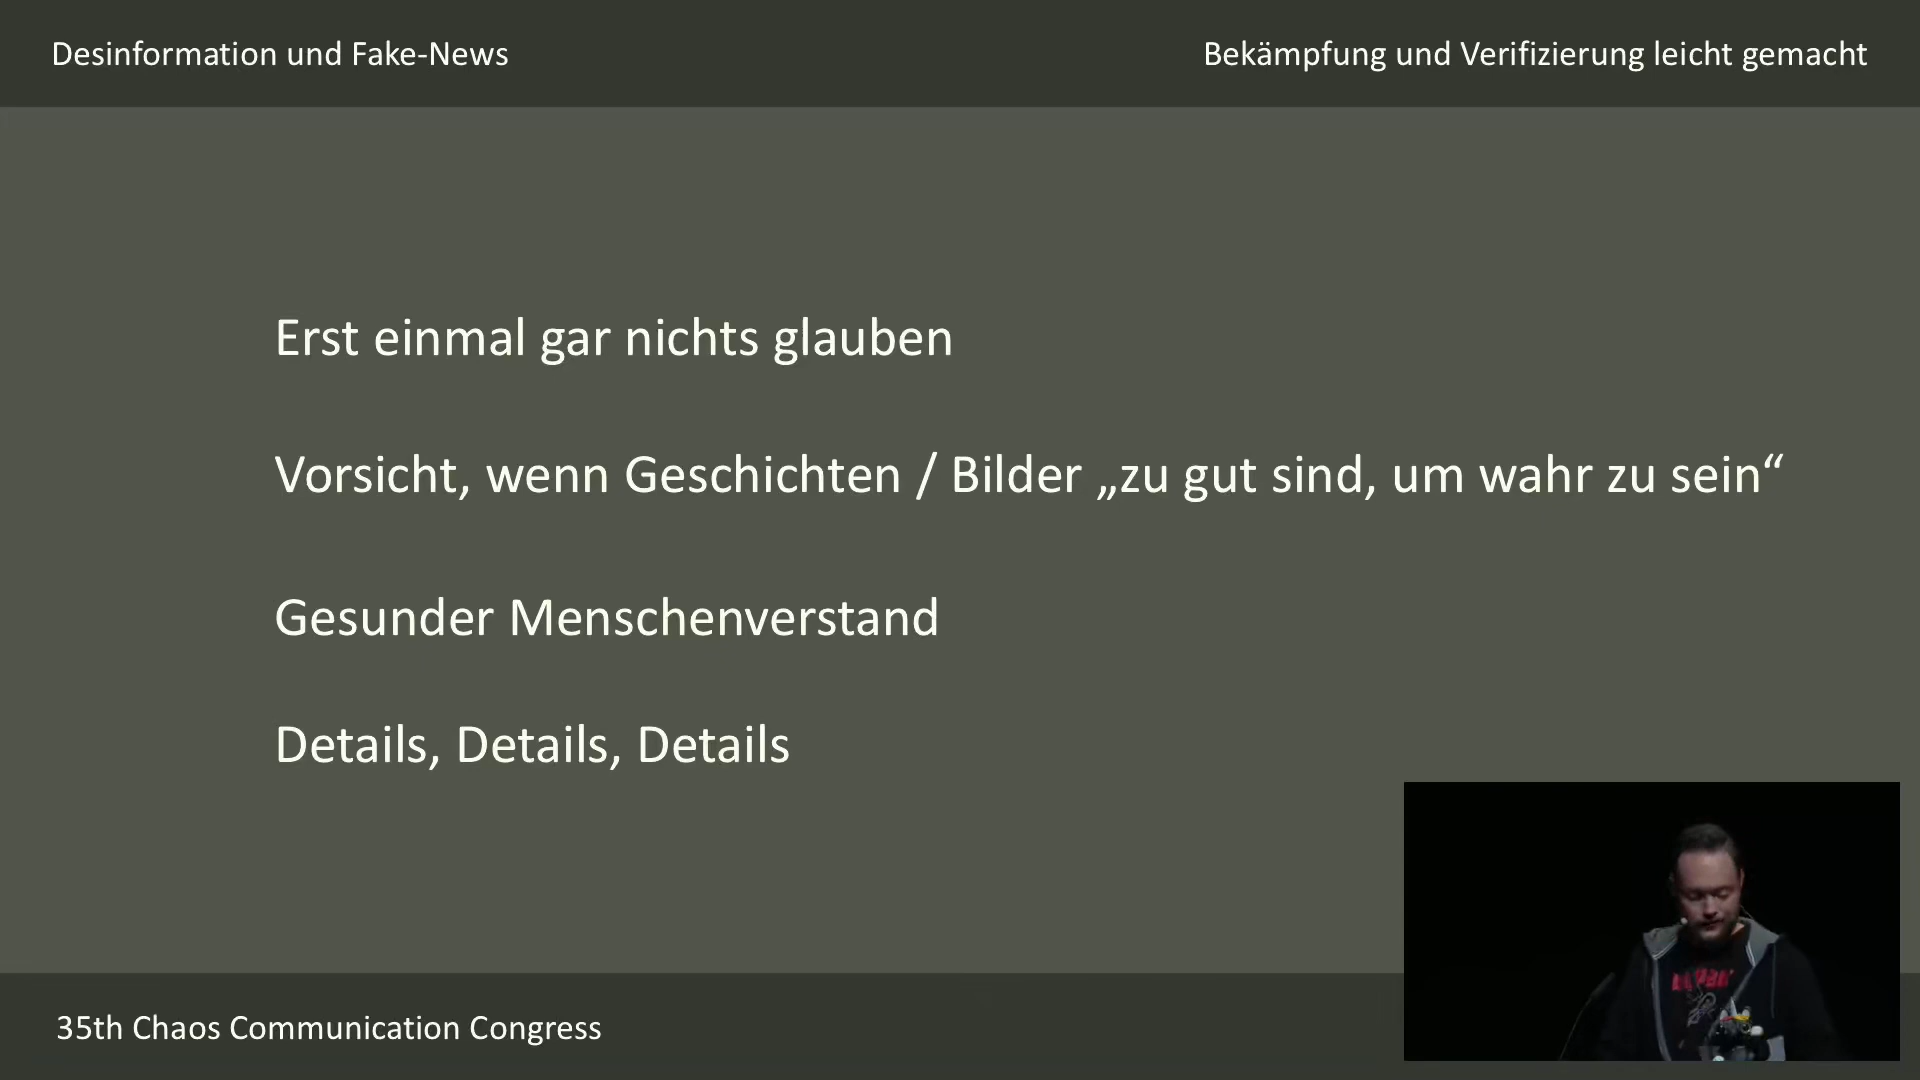 Desinformation und Fake-News
Bekämpfung und Verifizierung leicht gemacht
Erst einmal gar nichts glauben
Vorsicht, wenn Geschichten / Bilder „zu gut sind, um wahr zu sein“
Gesunder Menschenverstand
Details, Details, Details
35th Chaos Communication Congress